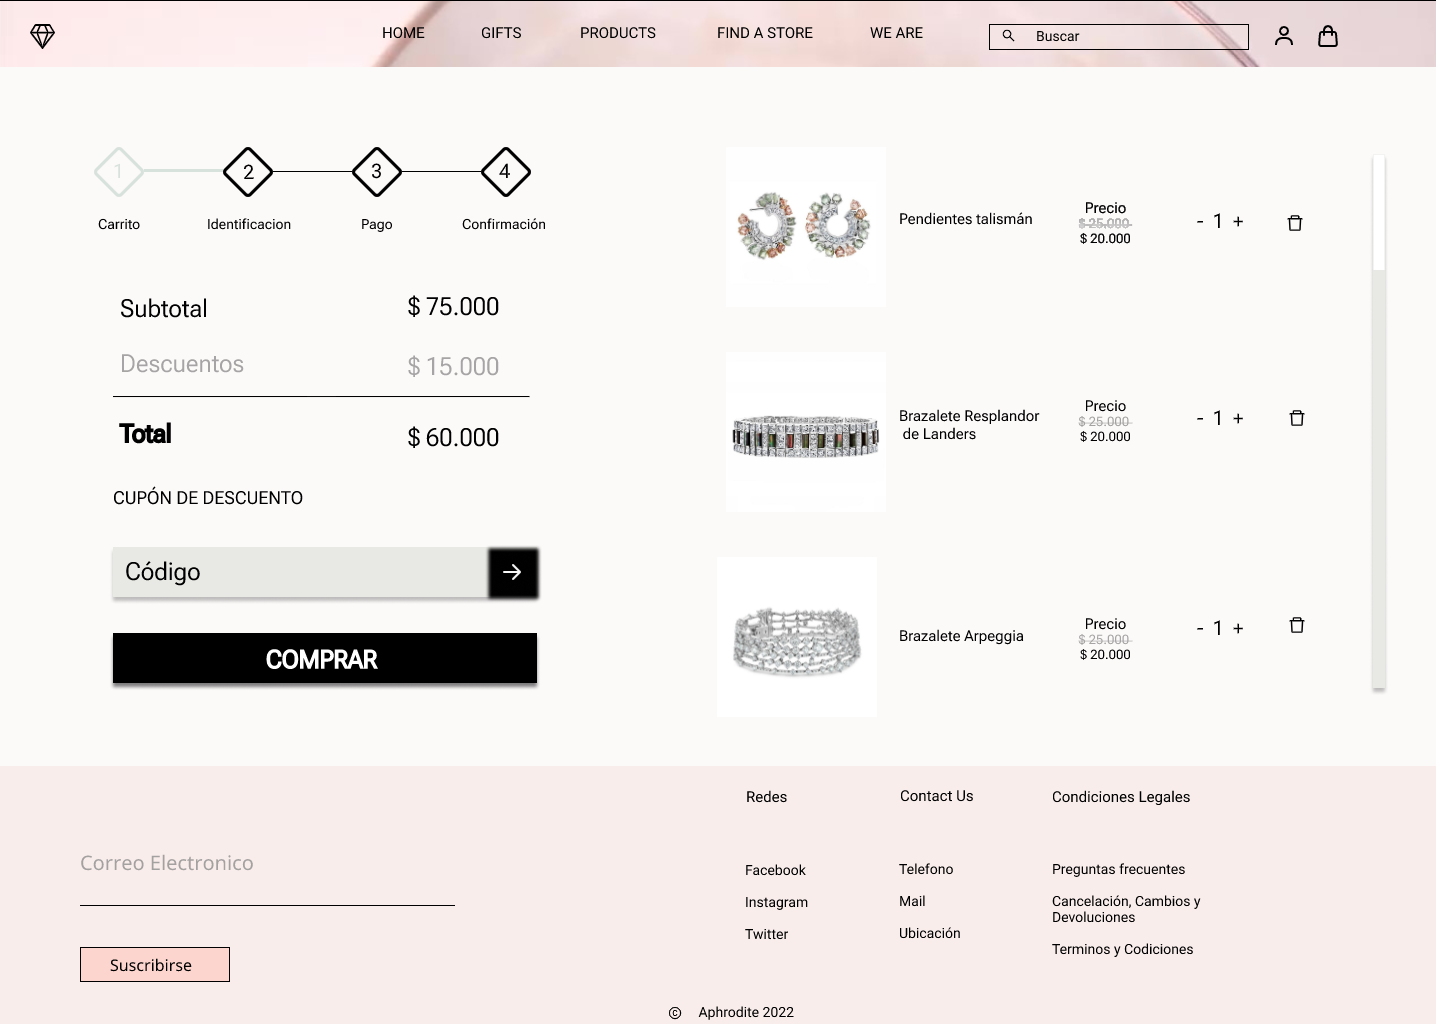 HOME GIFTS PRODUCTS FIND A STORE WE ARE Buscar
1 2 3 4
Carrito Identificacion Pago Confirmación
Subtotal $ 75.000
Descuentos $ 15.000
Total $ 60.000
CUPÓN DE DESCUENTO
Código
COMPRAR
Pendientes talismán
Precio
$ 25.000
$ 20.000
- 1 +
Brazalete Resplandor
de Landers
Precio
$ 25.000
$ 20.000
- 1 +
Brazalete Arpeggia
Precio
$ 25.000
$ 20.000
- 1 +
Correo Electronico
Suscribirse
Redes
Facebook
Instagram
Twitter
Contact Us
Telefono
Mail
Ubicación
Condiciones Legales
Preguntas frecuentes
Cancelación, Cambios y
Devoluciones
Terminos y Codiciones
© Aphrodite 2022